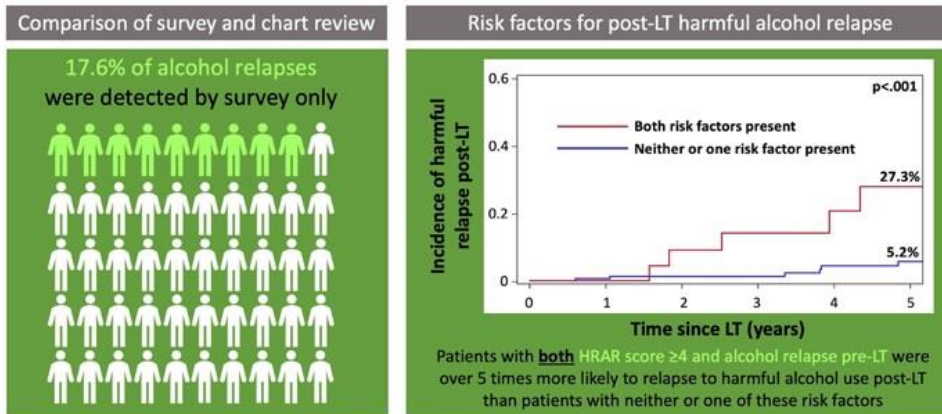 Comparison of survey and chart review
17.6% of alcohol relapses
were detected by survey only
Risk factors for post-LT harmful alcohol relapse
Incidence of harmful
relapse post-LT
0.6
0.4
0.2
0
p<.001
Both risk factors present
Neither or one risk factor present
27.3%
5.2%
0 1 2 3 4 5
Time since LT (years)
Patients with both HRAR score ≥4 and alcohol relapse pre-LT were
over 5 times more likely to relapse to harmful alcohol use post-LT
than patients with neither or one of these risk factors